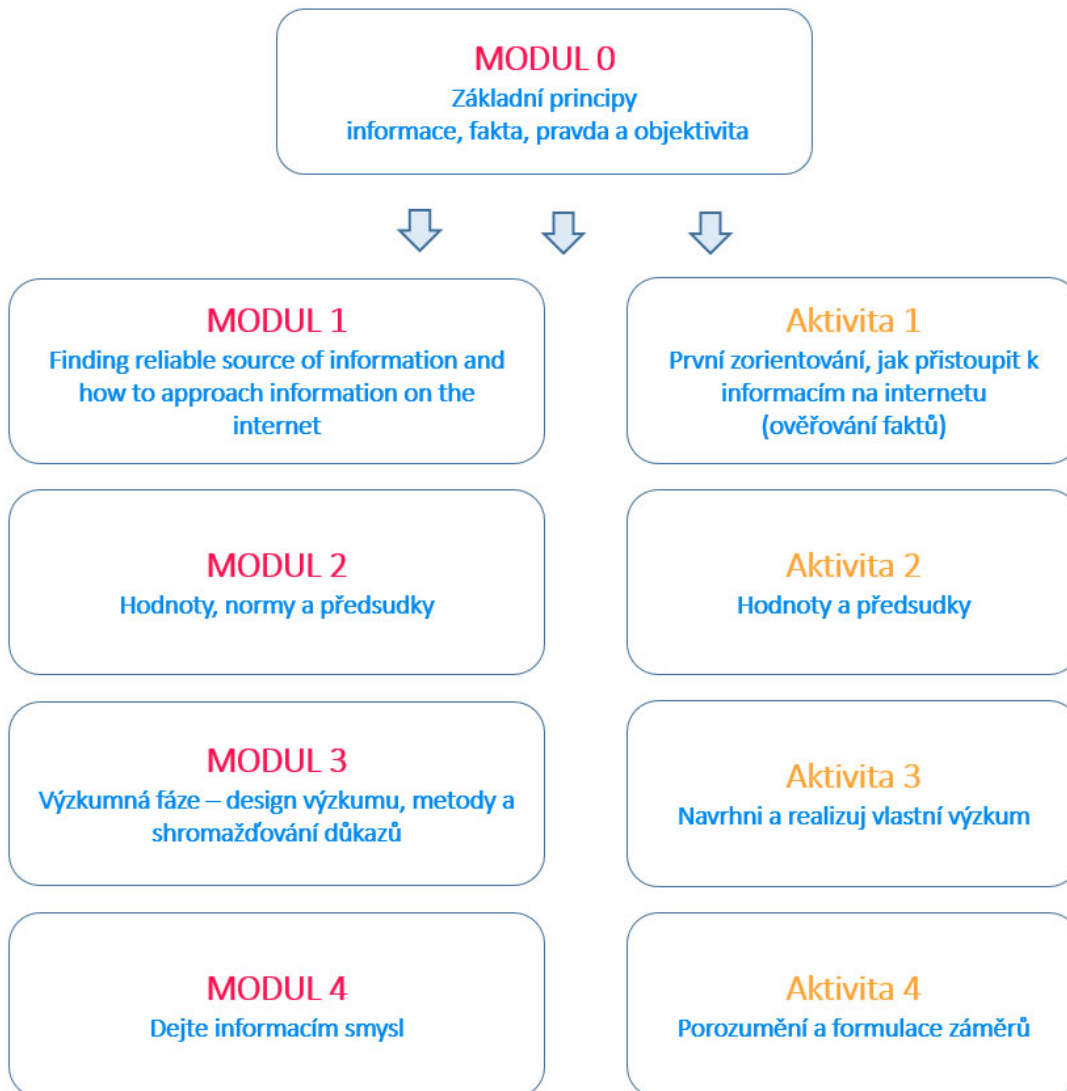 MODUL 0
Základní principy
informace, fakta, pravda a objektivita
MODUL 1
Finding reliable source of information and
how to approach information on the
internet
Aktivita 1
První zorientování, jak přistoupit k
informacím na internetu
(ověřování faktů)
MODUL 2
Hodnoty, normy a předsudky
Aktivita 2
Hodnoty a předsudky
MODUL 3
Výzkumná fáze – design výzkumu, metody a
shromažďování důkazů
Aktivita 3
Navrhni a realizuj vlastní výzkum
MODUL 4
Dejte informacím smysl
Aktivita 4
Porozumění a formulace záměrů